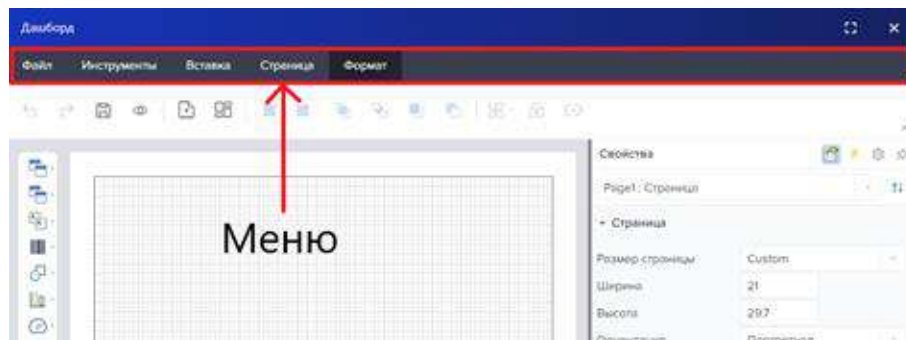 Дашборд
Файл Инструменты Вставка Страница Формат
Свойства
Page1 : Страница
Страница
Меню
Размер страницы Custom
Ширина 21
Высота 29.7